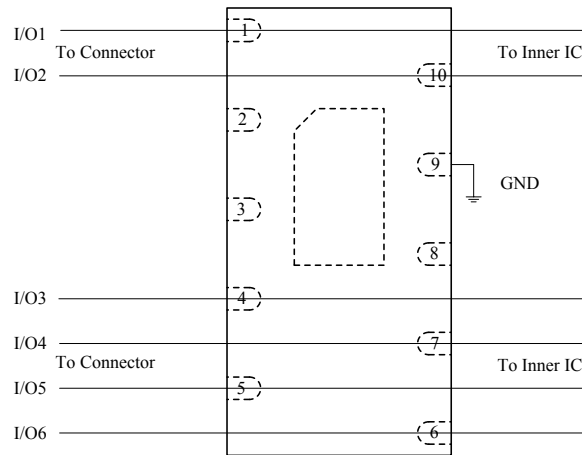 I/O1
1
To Connector
To Inner IC
I/O2
10
2
9
GND
3
8
I/O3
4
I/O4
7
To Connector
To Inner IC
I/O5
5
I/O6
6